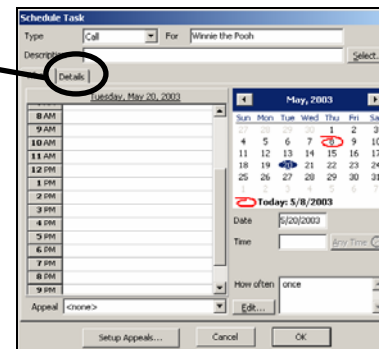 Schedule Task
Type Call For Winnie the Pooh
Description Select...
Details
Tuesday, May 20, 2003
8 AM
9 AM
10 AM
11 AM
12 PM
1 PM
2 PM
3 PM
4 PM
5 PM
6 PM
7 PM
8 PM
9 PM
May, 2003
Sun Mon Tue Wed Thu Fri Sa
27 28 29 30 1 2 3
4 5 6 7 8 9 10
11 12 13 14 15 16 17
18 19 20 21 22 23 24
25 26 27 28 29 30 31
1 2 3 4 5 6 7
Today: 5/8/2003
Date 5/20/2003
Time Any Time
How often once
Edit...
Appeal <none>
Setup Appeals... Cancel OK